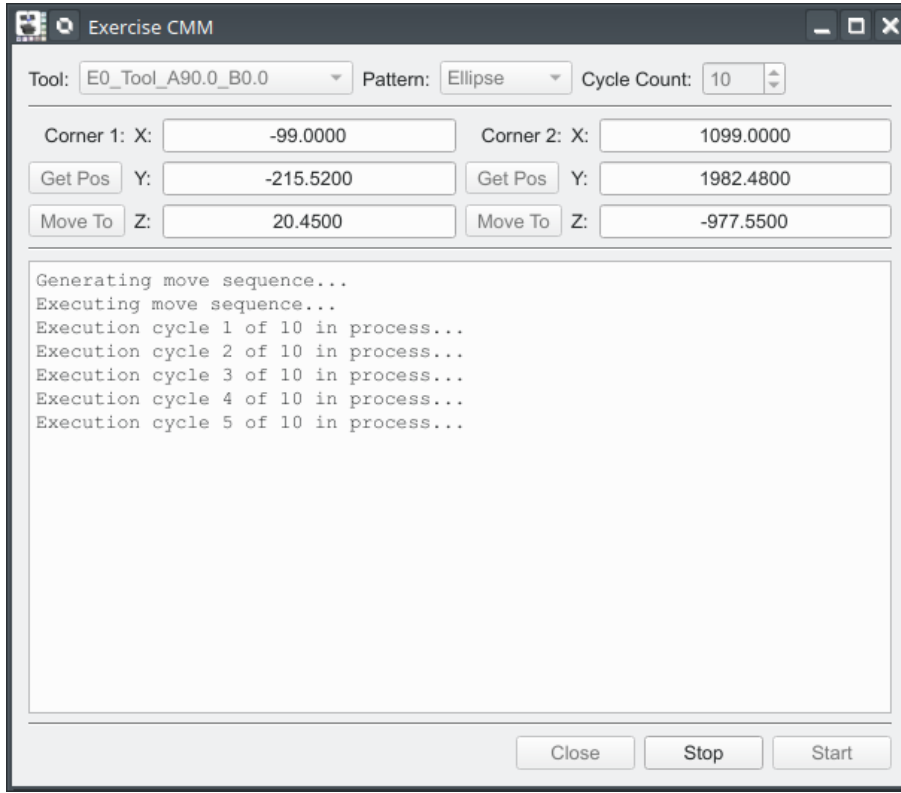 Exercise CMM
Tool: E0_Tool_A90.0_B0.0 Pattern: Ellipse Cycle Count: 10
Corner 1: X: -99.0000 Corner 2: X: 1099.0000
Get Pos Y: -215.5200 Get Pos Y: 1982.4800
Move To Z: 20.4500 Move To Z: -977.5500
Generating move sequence...
Executing move sequence...
Execution cycle 1 of 10 in process...
Execution cycle 2 of 10 in process...
Execution cycle 3 of 10 in process...
Execution cycle 4 of 10 in process...
Execution cycle 5 of 10 in process...
Close Stop Start